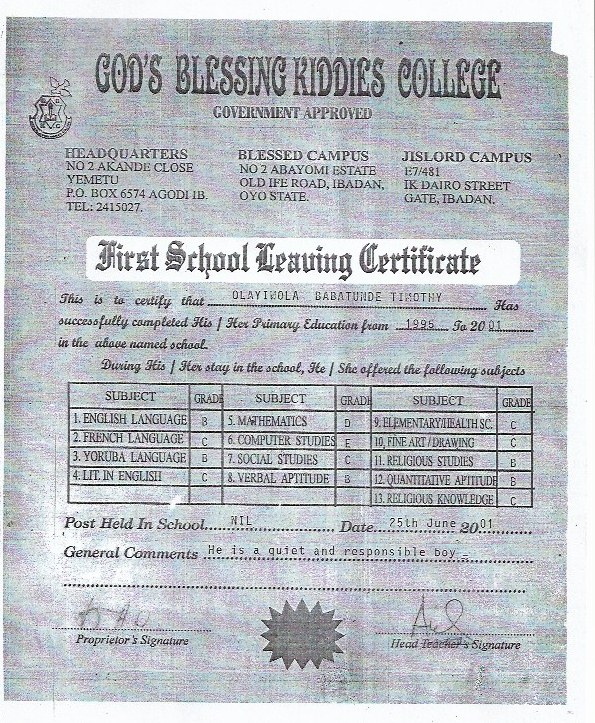 GOD'S BLESSING KIDDIES COLLEGE
GOVERNMENT APPROVED
HEADQUARTERS
NO 2 AKANDE CLOSE
YEMETU
P.O. BOX 6574 AGODI IB.
TEL: 2415027.
BLESSED CAMPUS
NO 2 ABAYOMI ESTATE
OLD IFE ROAD, IBADAN,
OYO STATE.
JISLORD CAMPUS
E7/481
IK DAIRO STREET
GATE, IBADAN.
First School Leaving Certificate
This is to certify that OLAYIWOLA BABATUNDE TIMOTHY Has
successfully completed His / Her Primary Education from 1995 To 2001
in the above named school.
During His / Her stay in the school, He / She offered the following subjects
SUBJECT GRADE SUBJECT GRADE SUBJECT GRADE
1. ENGLISH LANGUAGE B 5. MATHEMATICS D 9. ELEMENTARY/HEALTH SC. C
2. FRENCH LANGUAGE C 6. COMPUTER STUDIES E 10. FINE ART / DRAWING C
3. YORUBA LANGUAGE B 7. SOCIAL STUDIES C 11. RELIGIOUS STUDIES B
4. LIT. IN ENGLISH C 8. VERBAL APTITUDE B 12. QUANTITATIVE APTITUDE B
13. RELIGIOUS KNOWLEDGE C
Post Held In School NIL Date 25th June 2001
General Comments He is a quiet and responsible boy
Proprietor's Signature
Head Teacher's Signature